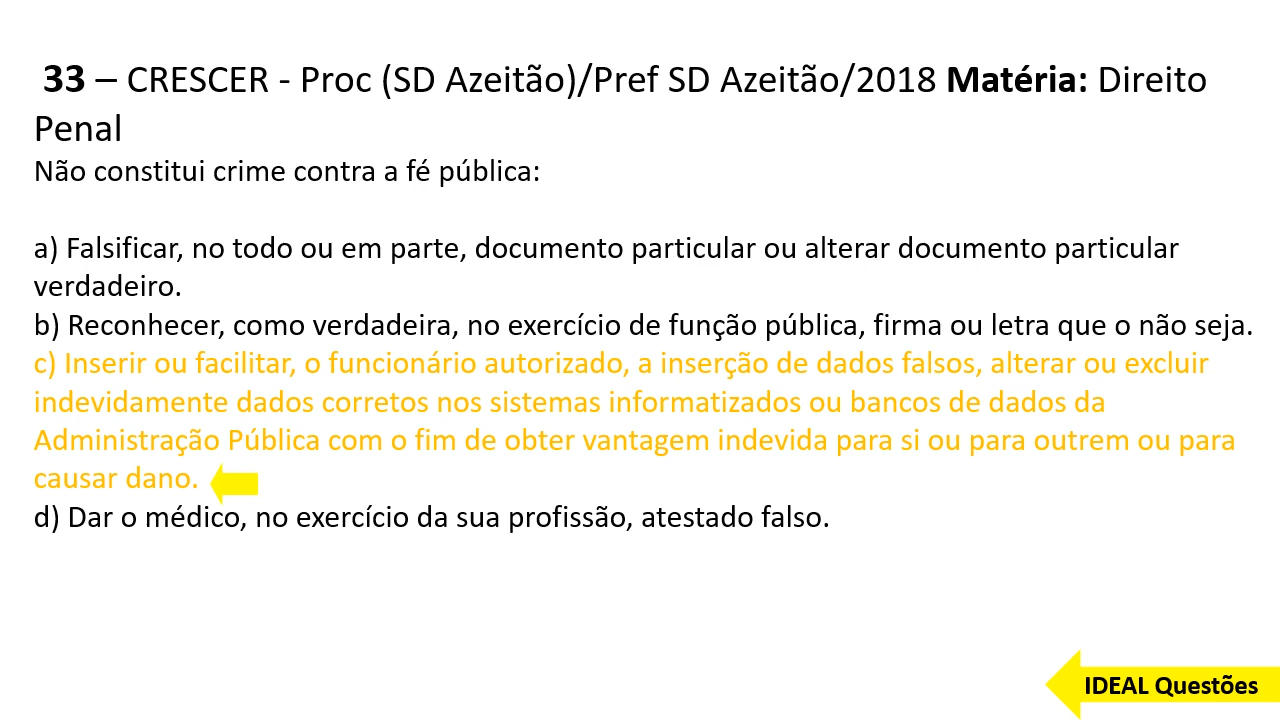 33 – CRESCER - Proc (SD Azeitão)/Pref SD Azeitão/2018 Matéria: Direito
Penal
Não constitui crime contra a fé pública:
a) Falsificar, no todo ou em parte, documento particular ou alterar documento particular
verdadeiro.
b) Reconhecer, como verdadeira, no exercício de função pública, firma ou letra que o não seja.
c) Inserir ou facilitar, o funcionário autorizado, a inserção de dados falsos, alterar ou excluir
indevidamente dados corretos nos sistemas informatizados ou bancos de dados da
Administração Pública com o fim de obter vantagem indevida para si ou para outrem ou para
causar dano.
d) Dar o médico, no exercício da sua profissão, atestado falso.
IDEAL Questões